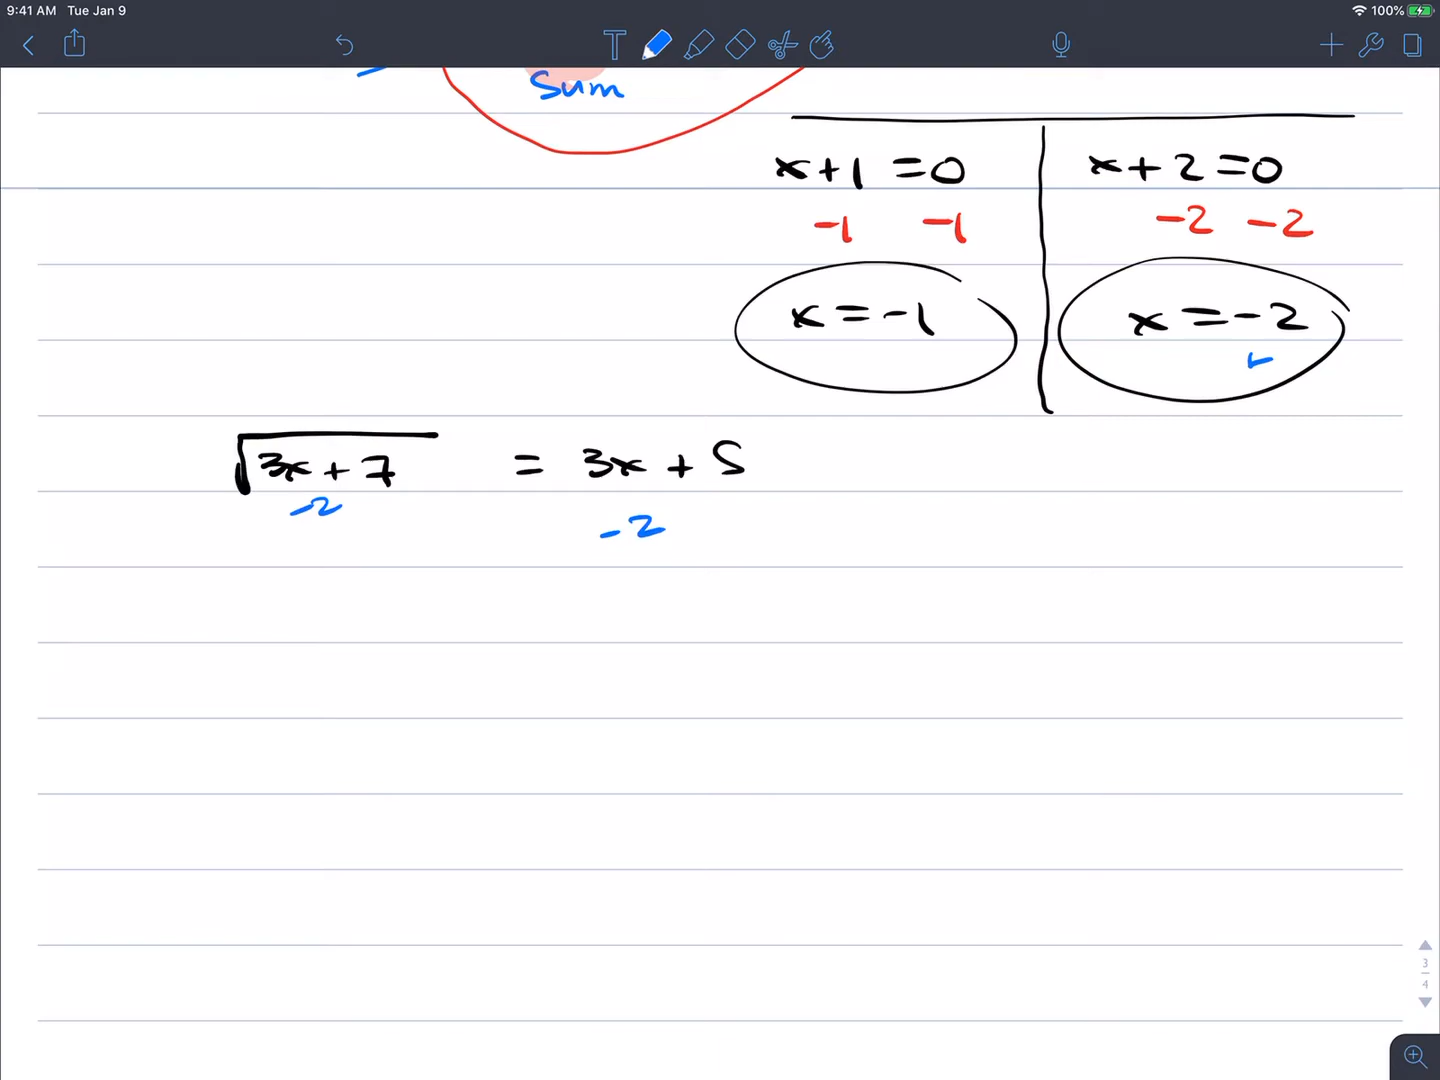 9:41 AM Tue Jan 9 100%
T
Sum
x+1 =0 x+2=0
-1 -1 -2 -2
x=-1 x=-2
√3x+7 = 3x+5
-2 -2
3
4